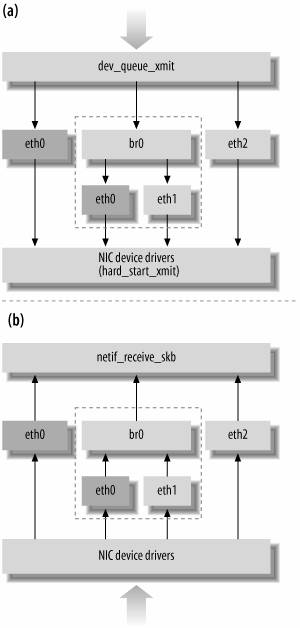 (a)
dev_queue_xmit
eth0
br0
eth2
eth0
eth1
NIC device drivers
(hard_start_xmit)
(b)
netif_receive_skb
eth0
br0
eth2
eth0
eth1
NIC device drivers